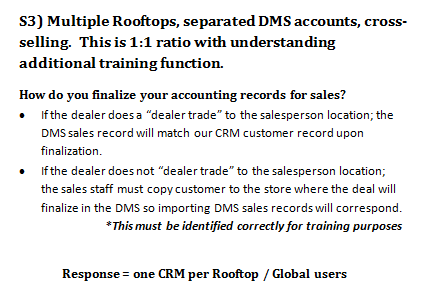 S3) Multiple Rooftops, separated DMS accounts, cross-
selling.  This is 1:1 ratio with understanding
additional training function.
How do you finalize your accounting records for sales?
• If the dealer does a “dealer trade” to the salesperson location; the
DMS sales record will match our CRM customer record upon
finalization.
• If the dealer does not “dealer trade” to the salesperson location;
the sales staff must copy customer to the store where the deal will
finalize in the DMS so importing DMS sales records will correspond.
*This must be identified correctly for training purposes
Response = one CRM per Rooftop / Global users